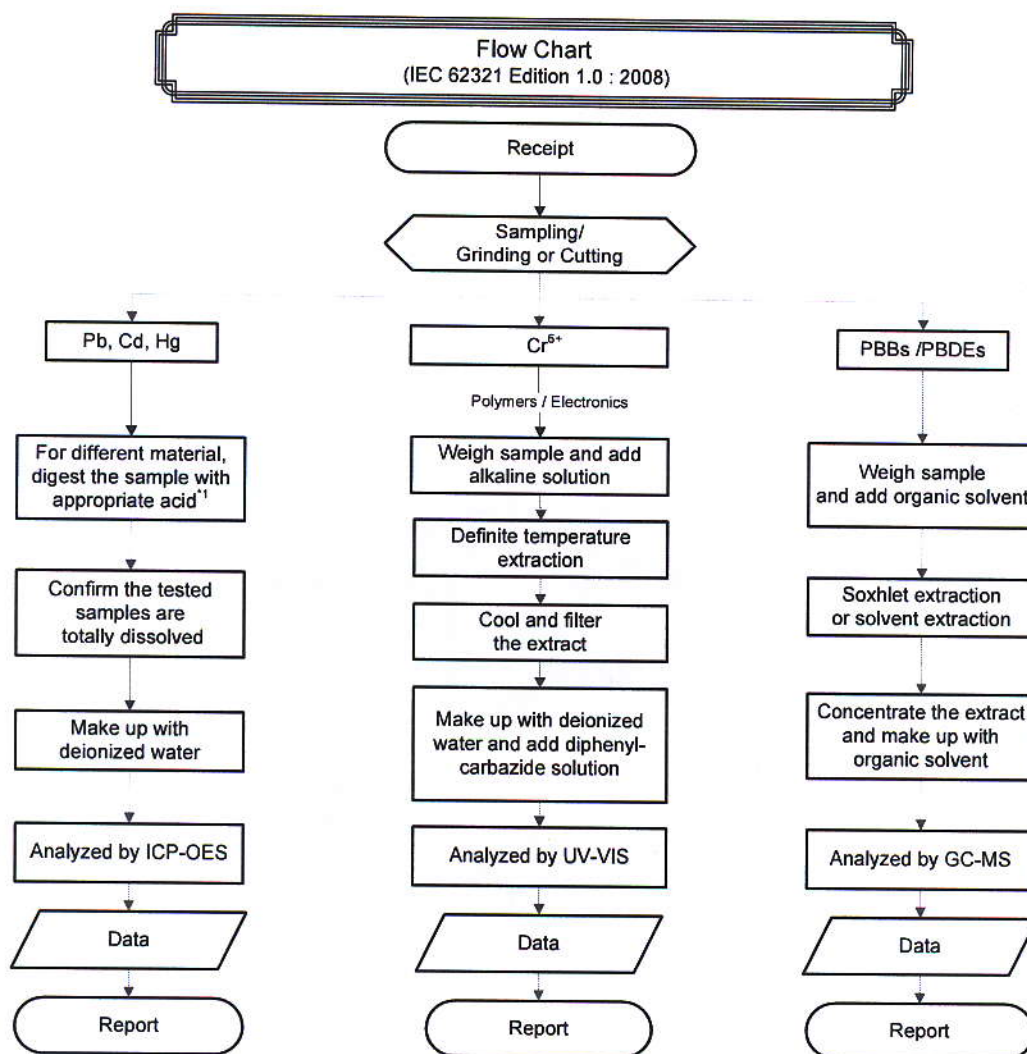 Flow Chart
(IEC 62321 Edition 1.0 : 2008)
Receipt
Sampling/
Grinding or Cutting
Pb, Cd, Hg
For different material,
digest the sample with
appropriate acid*1
Confirm the tested
samples are
totally dissolved
Make up with
deionized water
Analyzed by ICP-OES
Data
Report
Cr6+
Polymers / Electronics
Weigh sample and add
alkaline solution
Definite temperature
extraction
Cool and filter
the extract
Make up with deionized
water and add diphenyl-
carbazide solution
Analyzed by UV-VIS
Data
Report
PBBs /PBDEs
Weigh sample
and add organic solvent
Soxhlet extraction
or solvent extraction
Concentrate the extract
and make up with
organic solvent
Analyzed by GC-MS
Data
Report